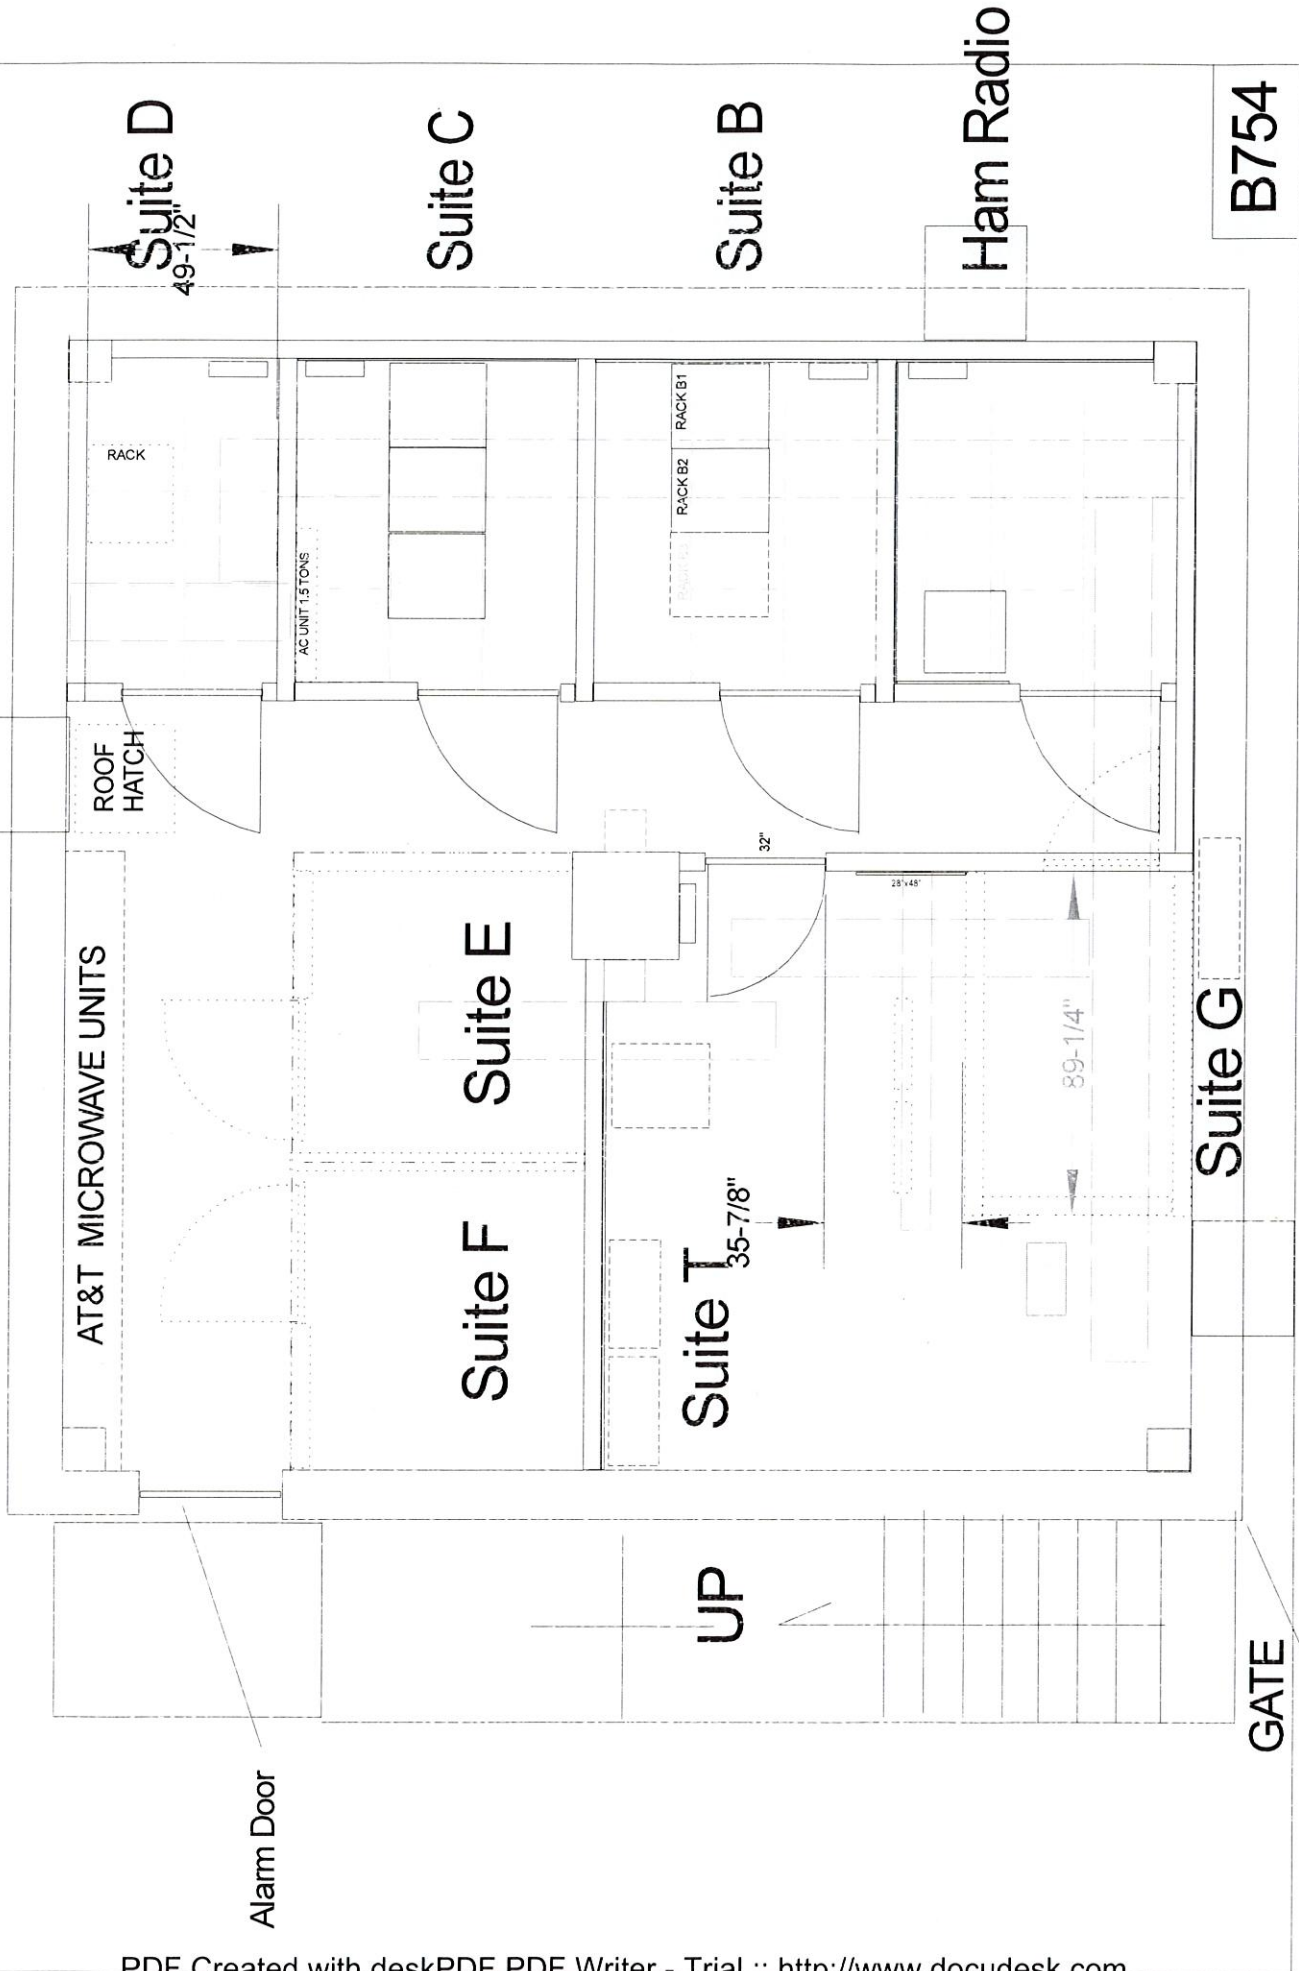 Suite D
49-1/2"
Suite C
Suite B
Ham Radio
B754
RACK
AC UNIT 1.5 TONS
RACK B1
RACK B2
ROOF
HATCH
32"
28"x48"
AT&T MICROWAVE UNITS
Suite E
Suite F
Suite T
35-7/8"
89-1/4"
Suite G
UP
GATE
Alarm Door
PDF Created with deskPDF PDF Writer - Trial :: http://www.docudesk.com